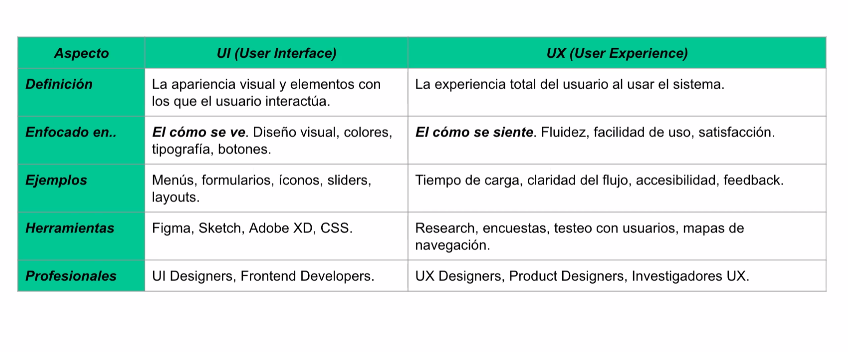 Aspecto UI (User Interface) UX (User Experience)
Definición La apariencia visual y elementos con La experiencia total del usuario al usar el sistema.
los que el usuario interactúa.
Enfocado en.. El cómo se ve. Diseño visual, colores, El cómo se siente. Fluidez, facilidad de uso, satisfacción.
tipografía, botones.
Ejemplos Menús, formularios, íconos, sliders, Tiempo de carga, claridad del flujo, accesibilidad, feedback.
layouts.
Herramientas Figma, Sketch, Adobe XD, CSS. Research, encuestas, testeo con usuarios, mapas de
navegación.
Profesionales UI Designers, Frontend Developers. UX Designers, Product Designers, Investigadores UX.